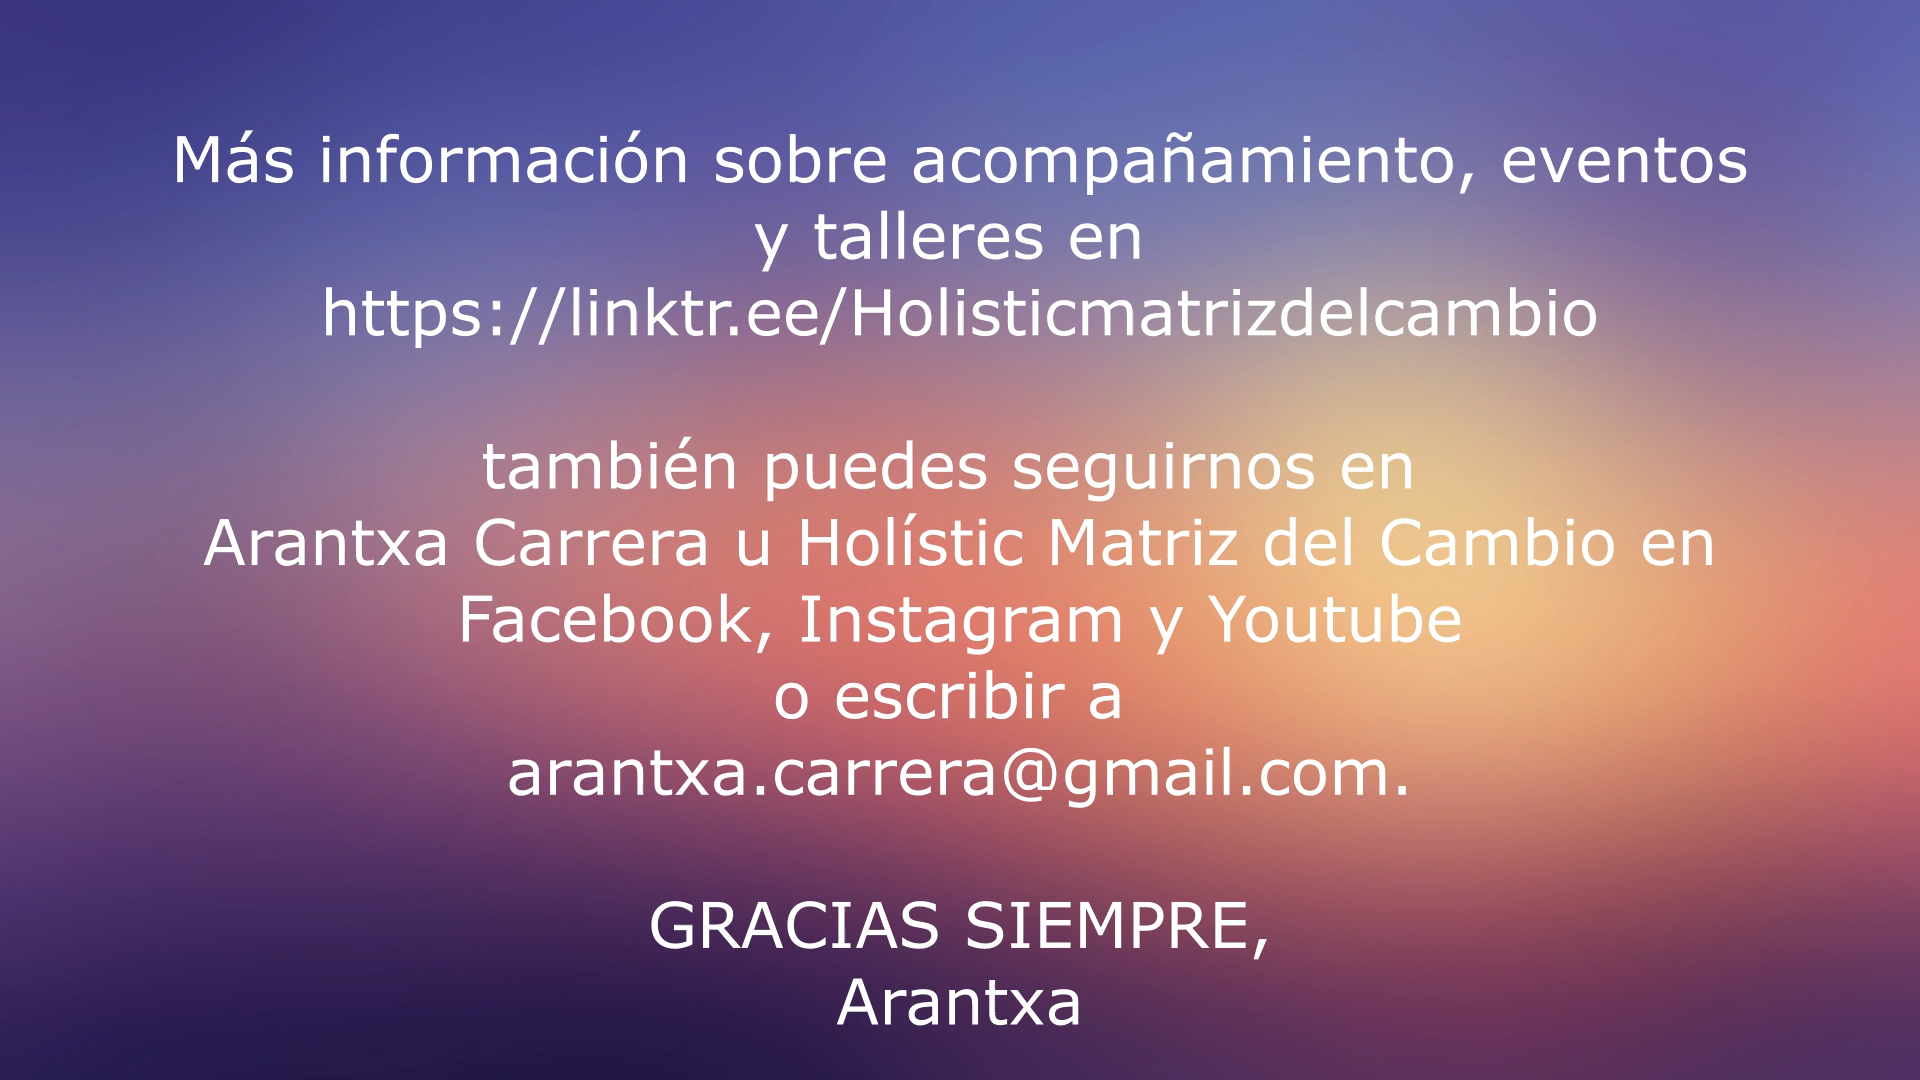 Más información sobre acompañamiento, eventos
y talleres en
https://linktr.ee/Holisticmatrizdelcambio
también puedes seguirnos en
Arantxa Carrera u Holístic Matriz del Cambio en
Facebook, Instagram y Youtube
o escribir a
arantxa.carrera@gmail.com.
GRACIAS SIEMPRE,
Arantxa